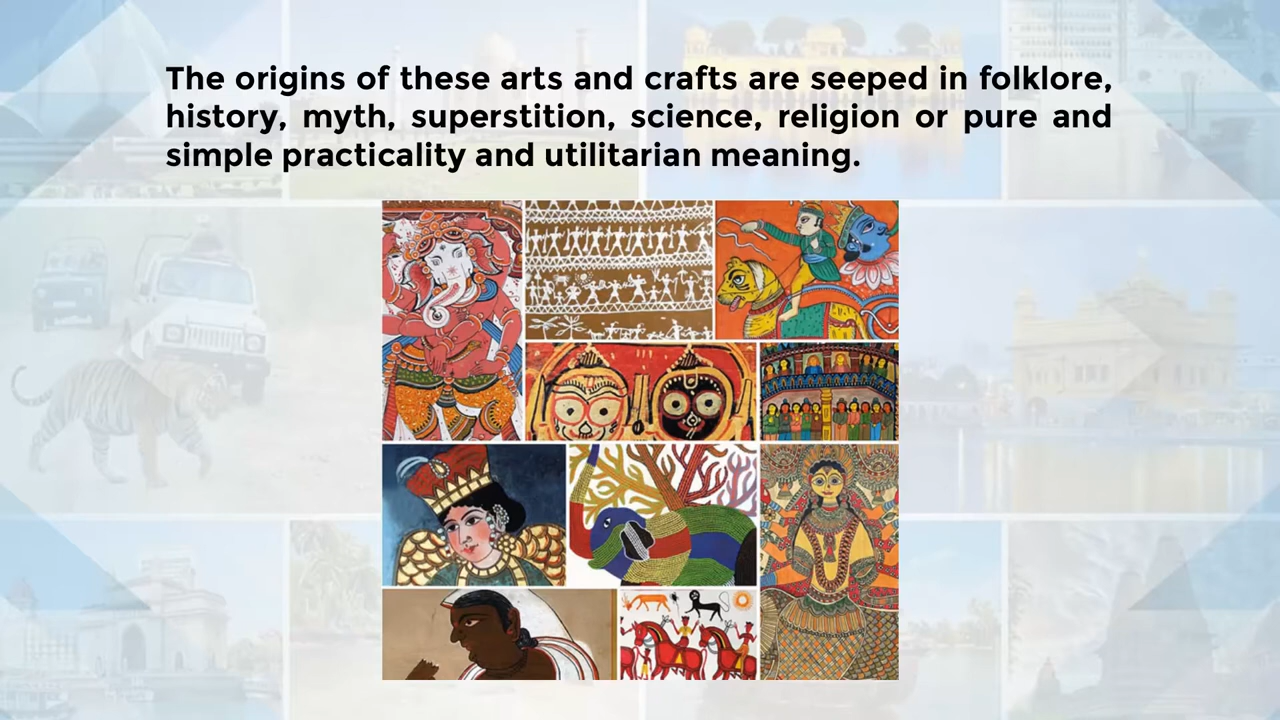 The origins of these arts and crafts are seeped in folklore,
history, myth, superstition, science, religion or pure and
simple practicality and utilitarian meaning.